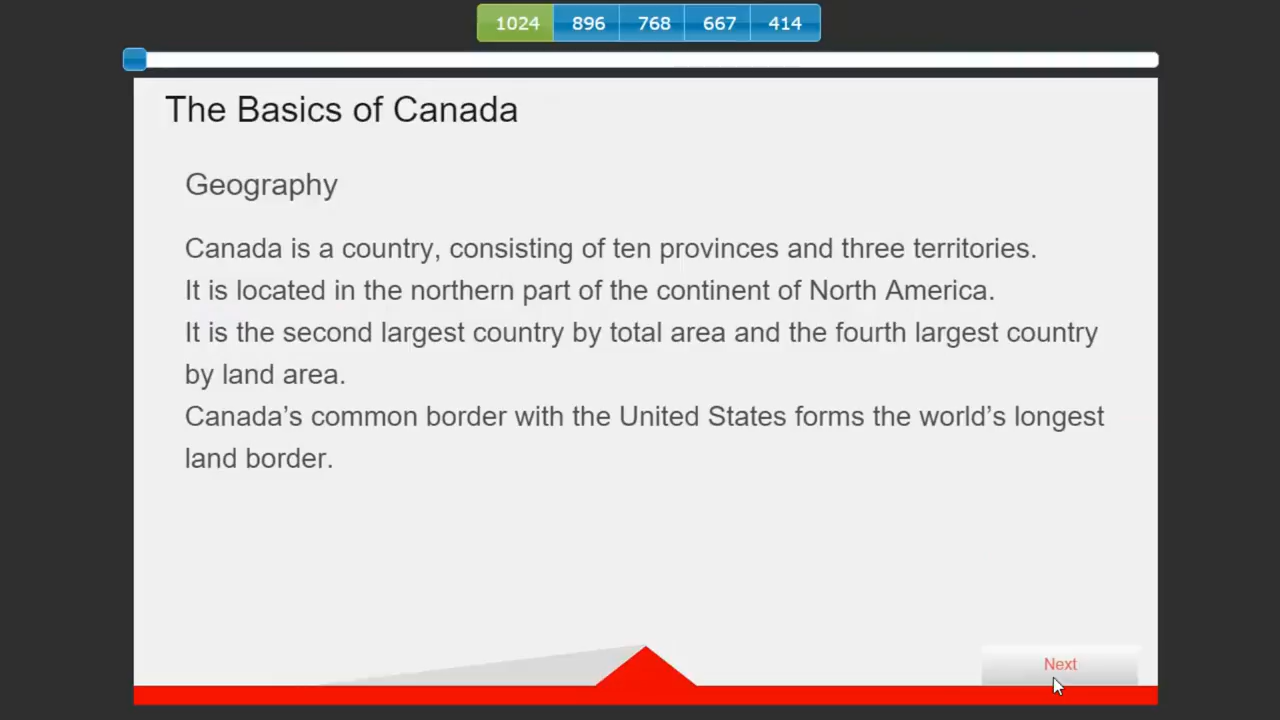 1024 896 768 667 414
The Basics of Canada
Geography
Canada is a country, consisting of ten provinces and three territories.
It is located in the northern part of the continent of North America.
It is the second largest country by total area and the fourth largest country
by land area.
Canada’s common border with the United States forms the world’s longest
land border.
Next